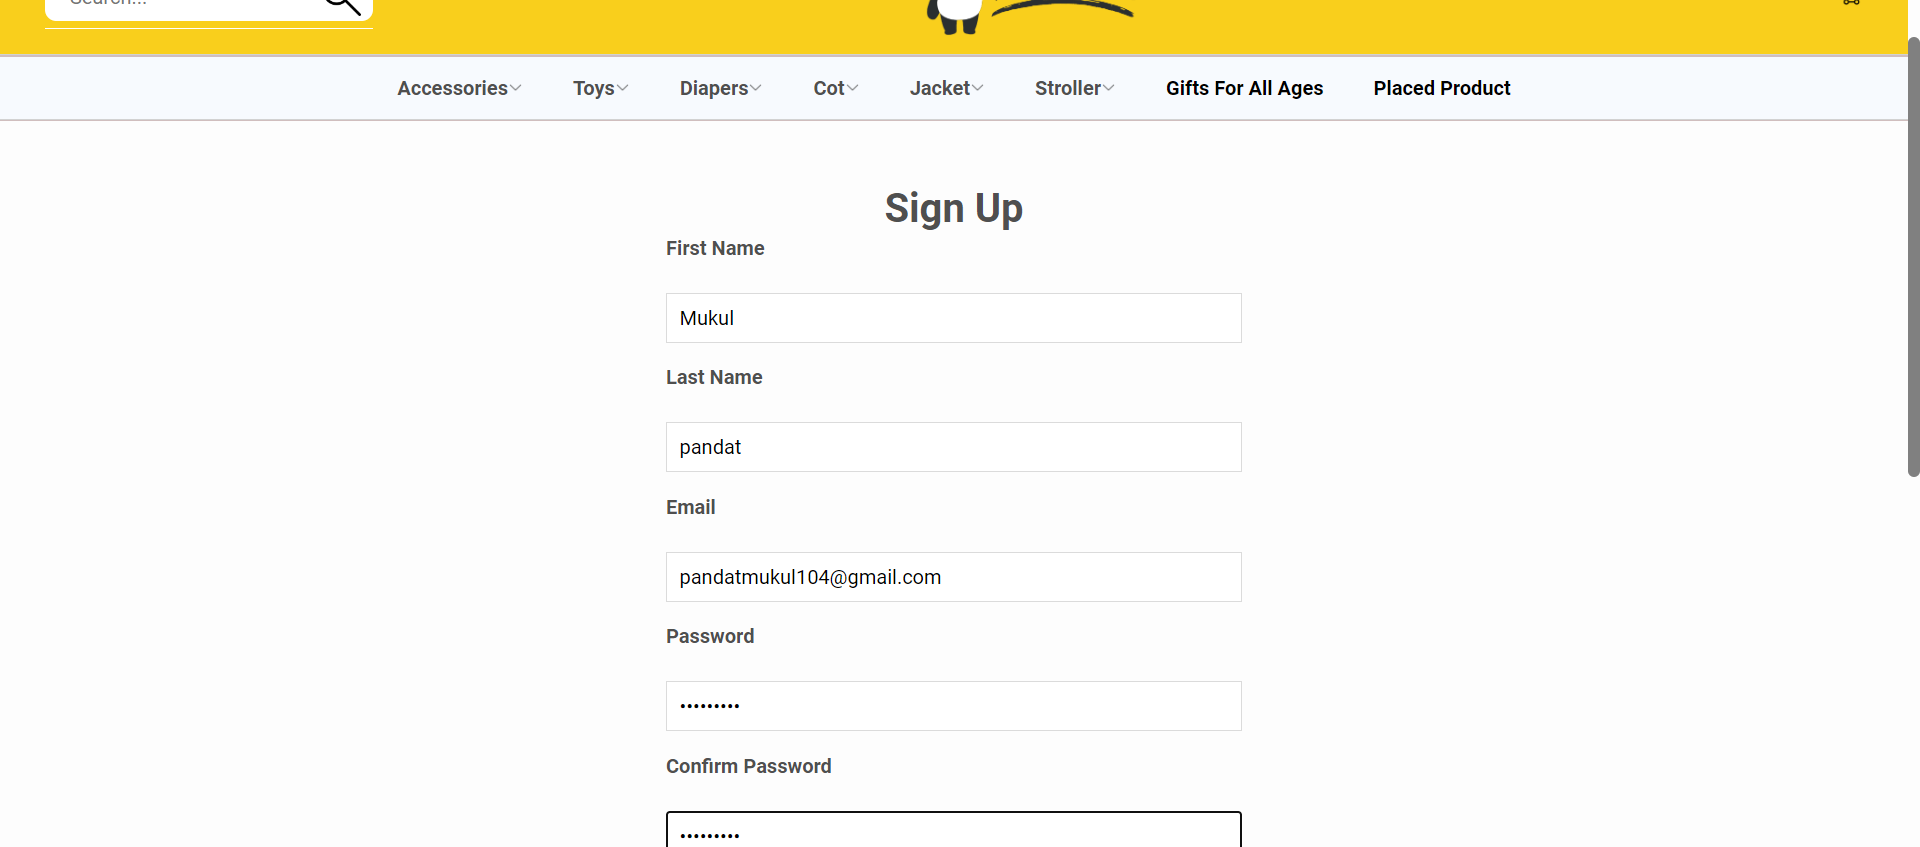 Search...
Accessories Toys Diapers Cot Jacket Stroller Gifts For All Ages Placed Product
Sign Up
First Name
Mukul
Last Name
pandat
Email
pandatmukul104@gmail.com
Password
•••••••••
Confirm Password
•••••••••